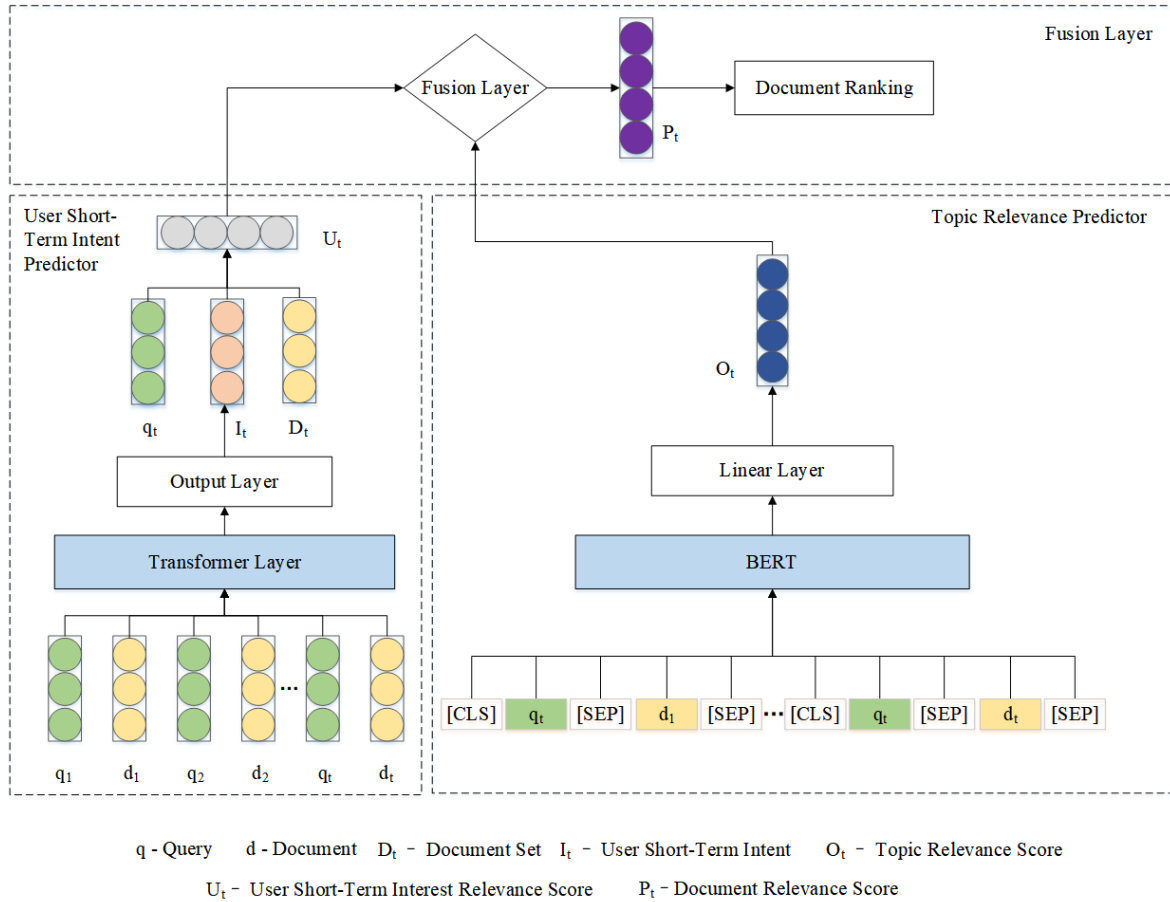 Fusion Layer
Fusion Layer
Document Ranking
Pt
User Short-
Term Intent
Predictor
Ut
Topic Relevance Predictor
Ot
qt It Dt
Output Layer
Linear Layer
Transformer Layer
BERT
...
[CLS] qt [SEP] d1 [SEP] ... [CLS] qt [SEP] dt [SEP]
q1 d1 q2 d2 qt dt
q - Query d - Document Dt - Document Set It - User Short-Term Intent Ot - Topic Relevance Score
Ut - User Short-Term Interest Relevance Score Pt - Document Relevance Score